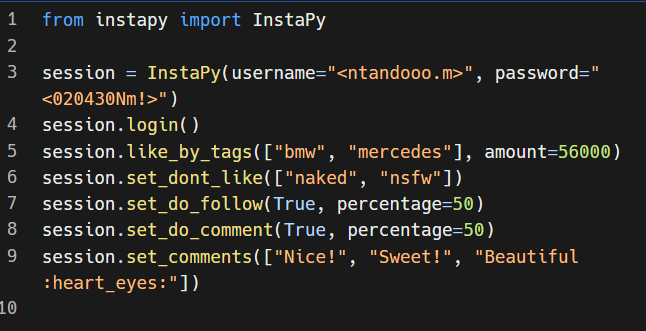 1 from instapy import InstaPy
2
3 session = InstaPy(username="<ntandooo.m>", password="
<020430Nm!>")
4 session.login()
5 session.like_by_tags(["bmw", "mercedes"], amount=56000)
6 session.set_dont_like(["naked", "nsfw"])
7 session.set_do_follow(True, percentage=50)
8 session.set_do_comment(True, percentage=50)
9 session.set_comments(["Nice!", "Sweet!", "Beautiful
:heart_eyes:"])
10